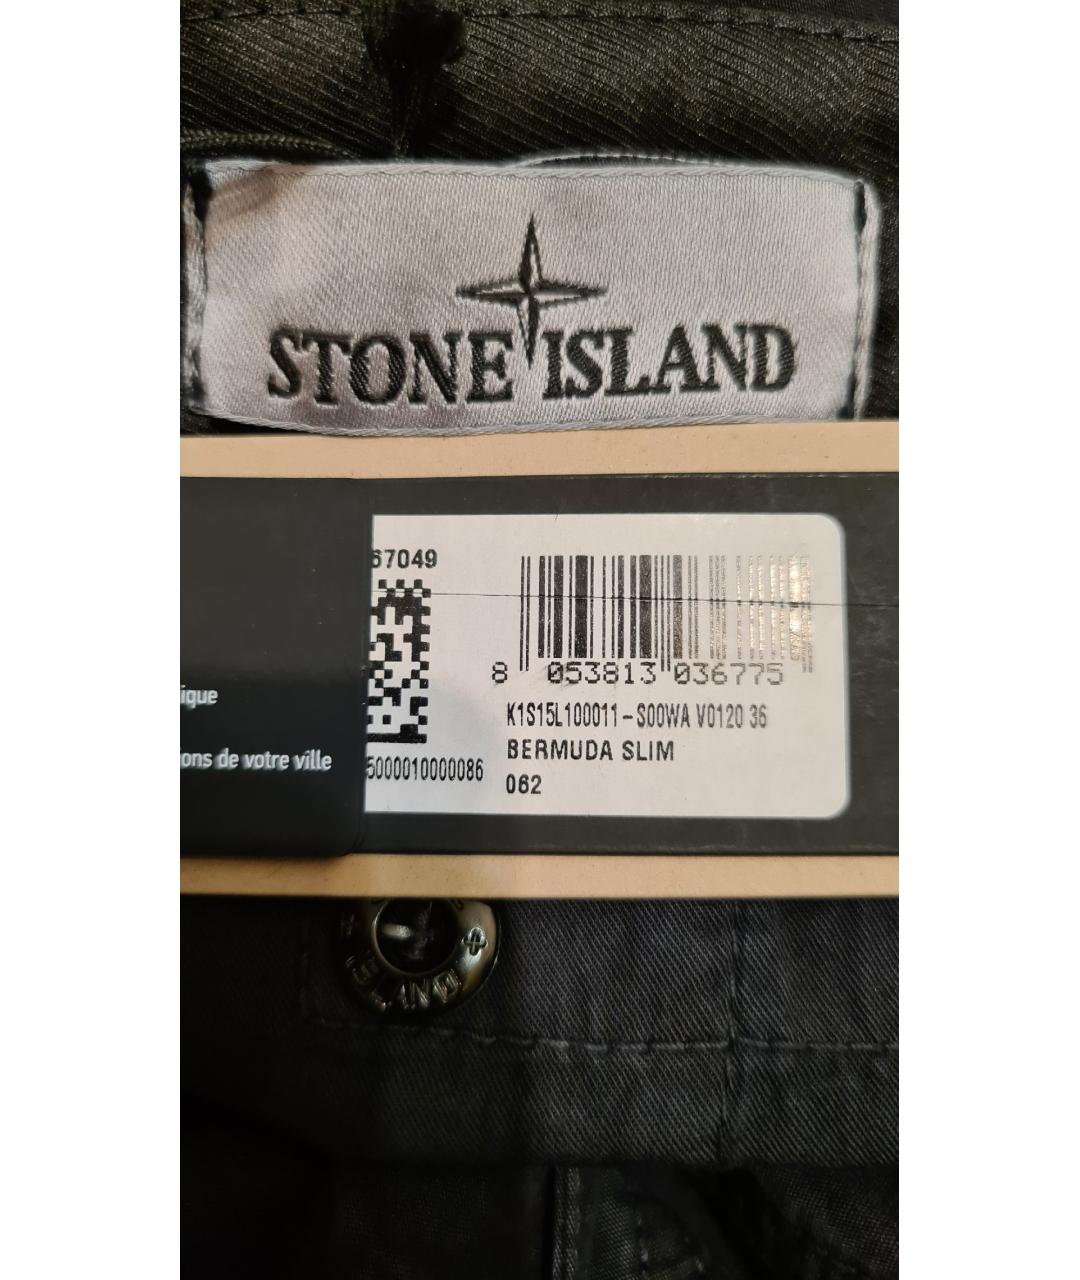 STONE ISLAND
67049
8 053813 036775
K1S15L100011-S00WA V0120 36
BERMUDA SLIM
5000010000086
062
ique
ons de votre ville
ISLAND